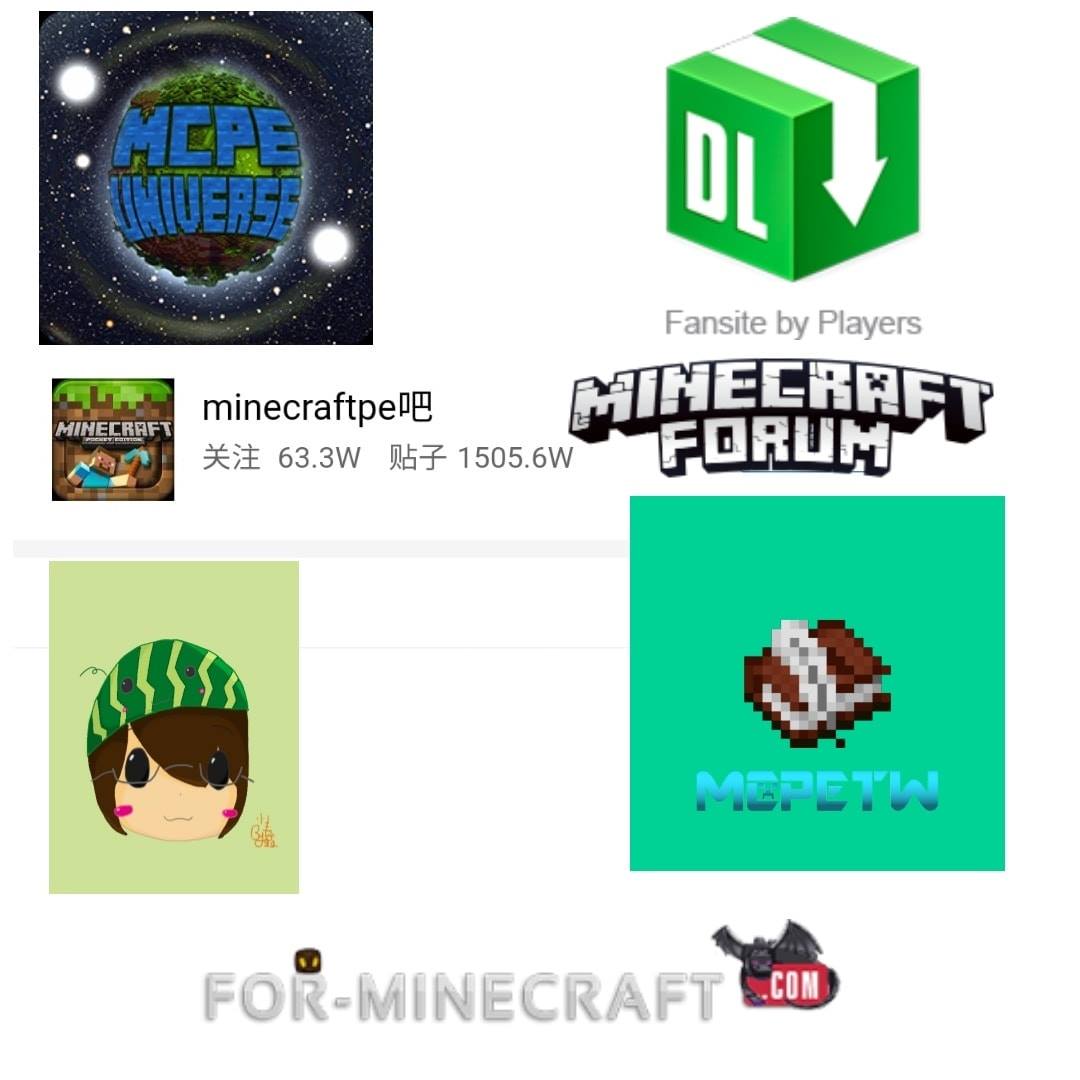 MCPE
UNIVERSE
DL
Fansite by Players
MINECRAFT
POCKET EDITION
minecraftpe吧
关注 63.3W 贴子 1505.6W
MINECRAFT
FORUM
MCPETW
FOR-MINECRAFT
.COM